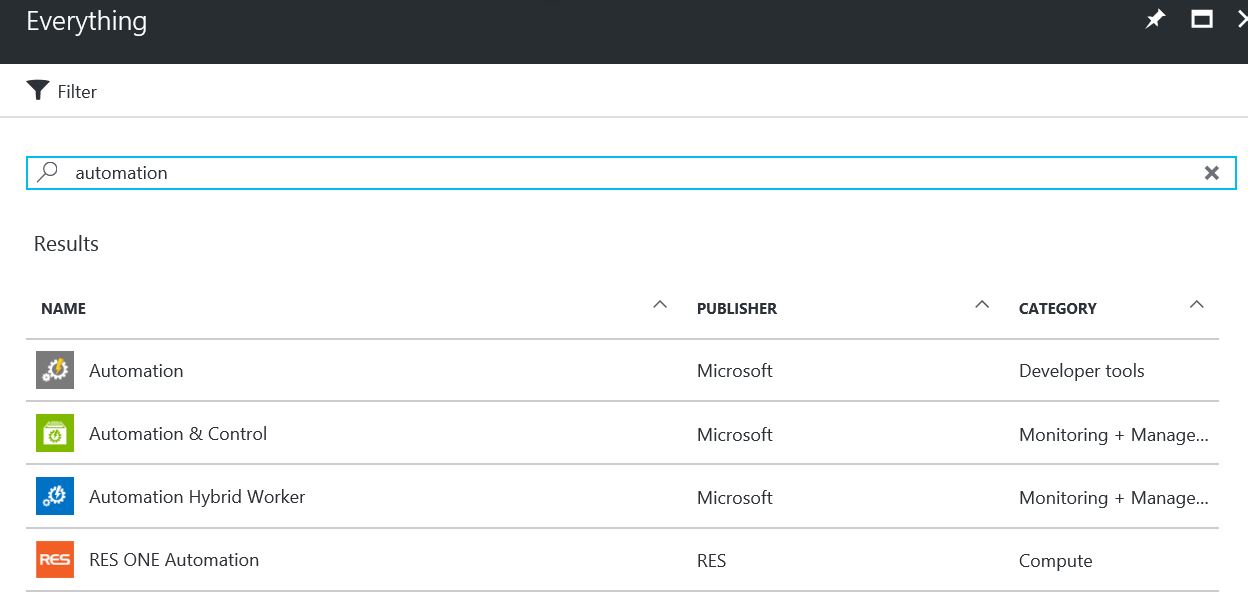 Everything
Filter
automation
Results
NAME PUBLISHER CATEGORY
Automation Microsoft Developer tools
Automation & Control Microsoft Monitoring + Manage...
Automation Hybrid Worker Microsoft Monitoring + Manage...
RES RES ONE Automation RES Compute